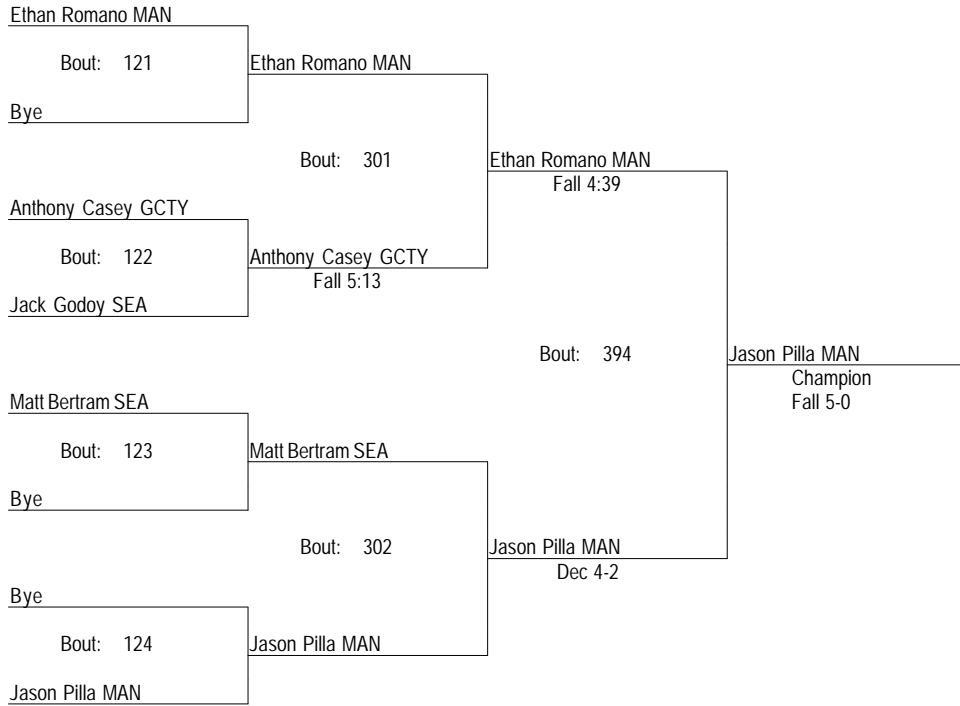 Ethan Romano MAN
Bout: 121
Ethan Romano MAN
Bye
Bout: 301
Ethan Romano MAN
Fall 4:39
Anthony Casey GCTY
Bout: 122
Anthony Casey GCTY
Fall 5:13
Jack Godoy SEA
Bout: 394
Jason Pilla MAN
Champion
Fall 5-0
Matt Bertram SEA
Bout: 123
Matt Bertram SEA
Bye
Bout: 302
Jason Pilla MAN
Dec 4-2
Bye
Bout: 124
Jason Pilla MAN
Jason Pilla MAN